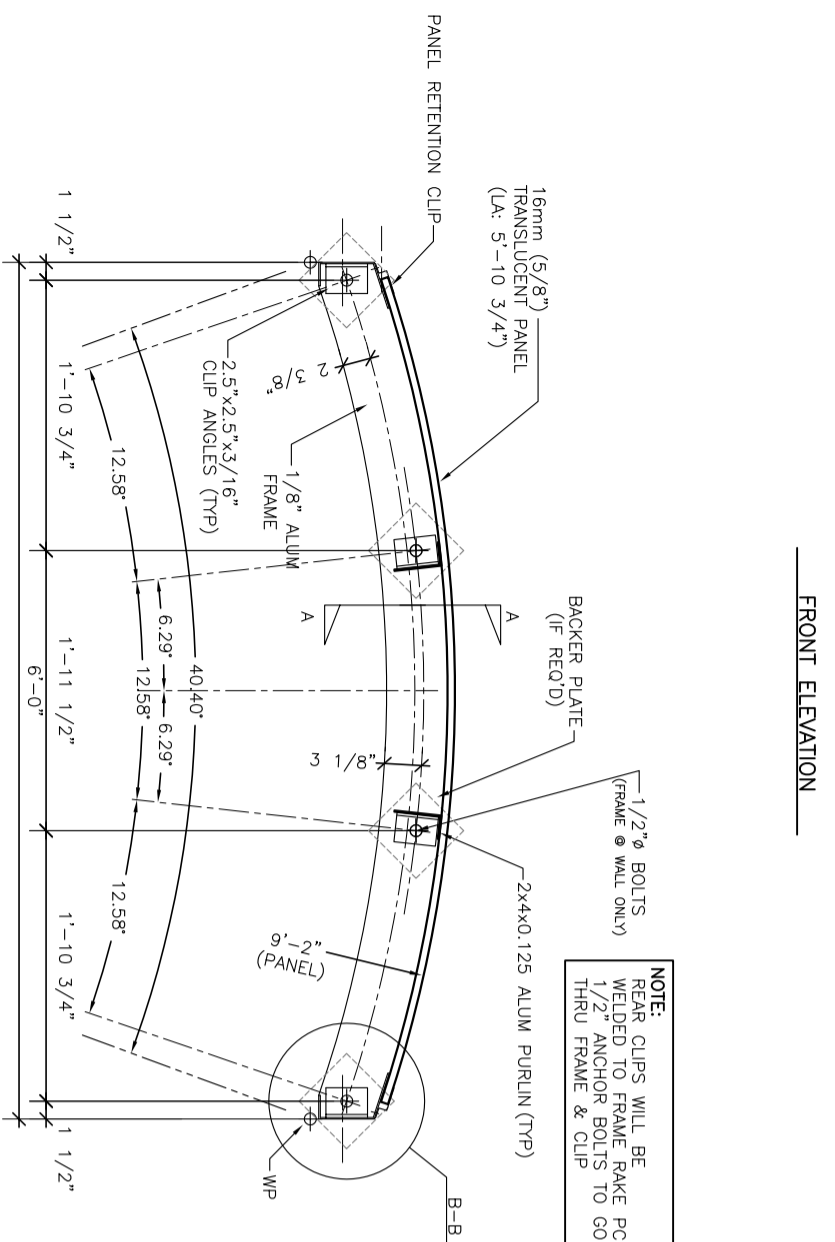 FRONT ELEVATION
PANEL RETENTION CLIP
16mm (5/8")
TRANSLUCENT PANEL
(LA: 5'-10 3/4")
BACKER PLATE
(IF REQ'D)
1/2"ø BOLTS
(FRAME @ WALL ONLY)
NOTE:
REAR CLIPS WILL BE
WELDED TO FRAME RAKE PC
1/2" ANCHOR BOLTS TO GO
THRU FRAME & CLIP
2x4x0.125 ALUM PURLIN (TYP)
B-B
A
A
2 3/8"
1/8" ALUM
FRAME
2.5"x2.5"x3/16"
CLIP ANGLES (TYP)
3 1/8"
9'-2"
(PANEL)
WP
40.40°
6.29°
6.29°
12.58°
12.58°
12.58°
1 1/2"
1'-10 3/4"
1'-11 1/2"
1'-10 3/4"
1 1/2"
6'-0"